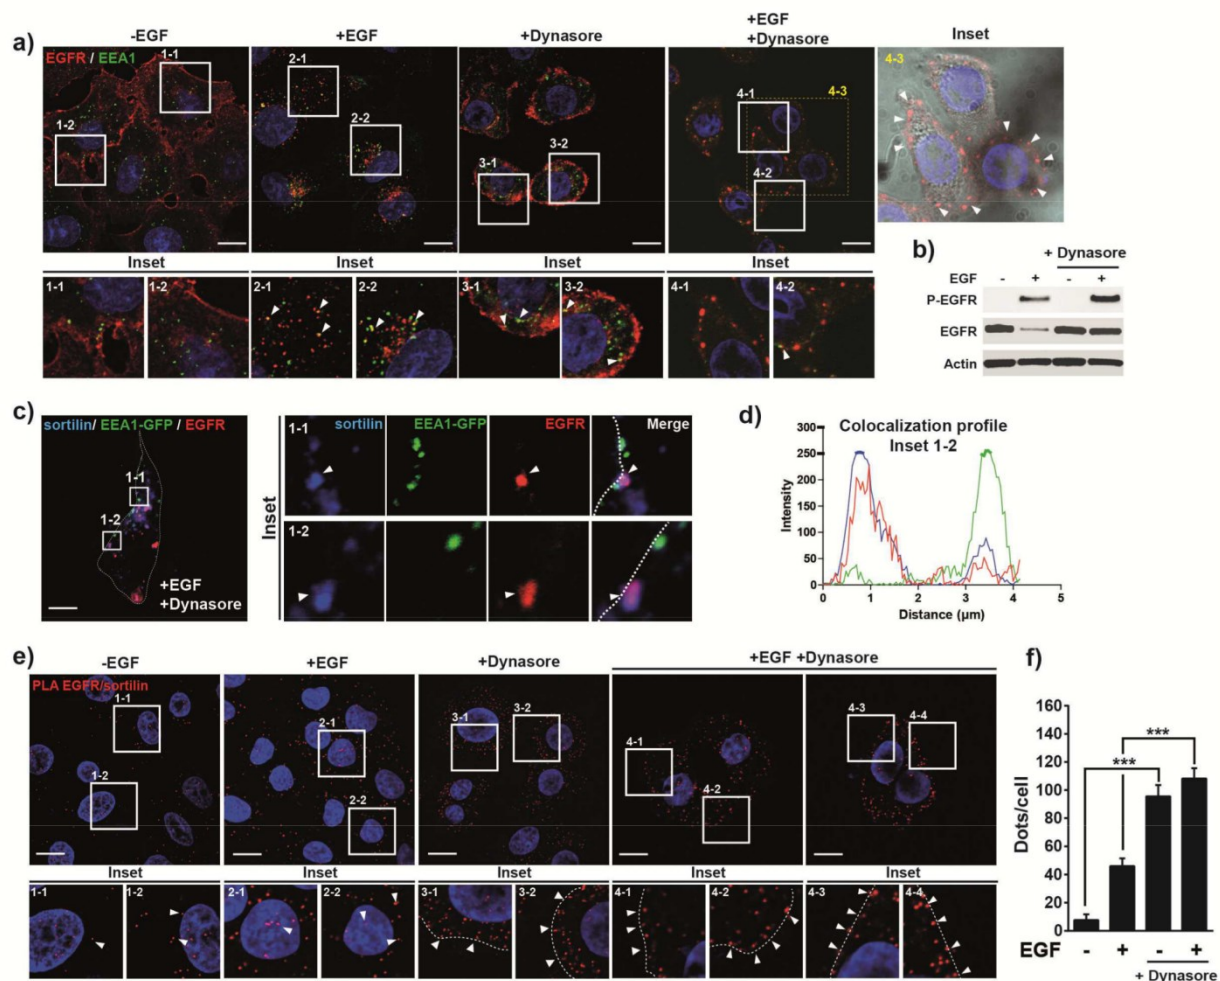 a)
-EGF
+EGF
+Dynasore
+EGF
+Dynasore
Inset
EGFR / EEA1
1-1
1-2
2-1
2-2
3-1
3-2
4-1
4-2
4-3
4-3
Inset
Inset
Inset
Inset
1-1
1-2
2-1
2-2
3-1
3-2
4-1
4-2
b)
+ Dynasore
EGF - + - +
P-EGFR
EGFR
Actin
c)
sortilin/ EEA1-GFP / EGFR
1-1
1-2
+EGF
+Dynasore
Inset
1-1 sortilin EEA1-GFP EGFR Merge
1-2
d)
Colocalization profile
Inset 1-2
Intensity
300
250
200
150
100
50
0
0 1 2 3 4 5
Distance (µm)
e)
-EGF
+EGF
+Dynasore
+EGF +Dynasore
PLA EGFR/sortilin
1-1
1-2
2-1
2-2
3-1
3-2
4-1
4-2
4-3
4-4
Inset
Inset
Inset
Inset
Inset
1-1
1-2
2-1
2-2
3-1
3-2
4-1
4-2
4-3
4-4
f)
Dots/cell
160
140
120
100
80
60
40
20
0
***
***
EGF - + - +
+ Dynasore